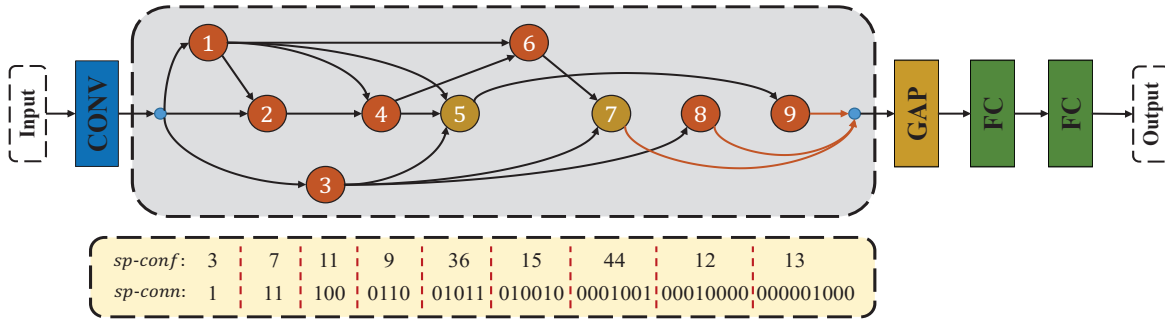 Input
CONV
1
6
2
4
5
7
8
9
3
GAP
FC
FC
Output
sp-conf: 3 7 11 9 36 15 44 12 13
sp-conn: 1 11 100 0110 01011 010010 0001001 00010000 000001000